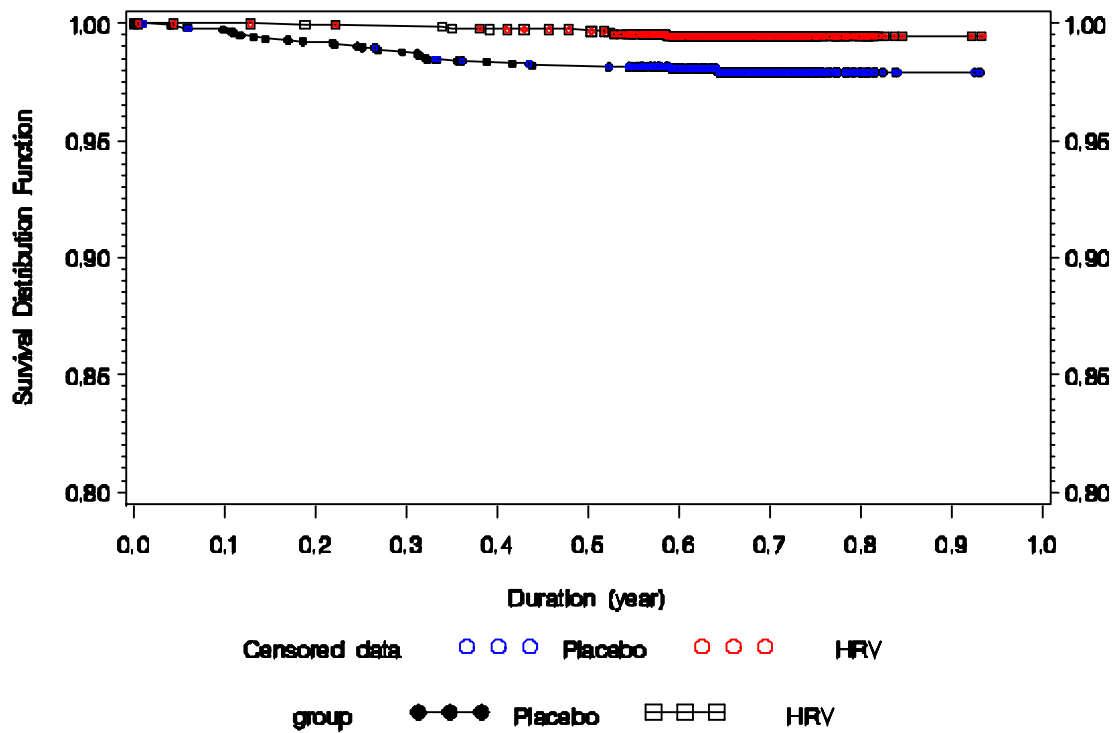 Survival Distribution Function
1.00 1.00
0.95 0.95
0.90 0.90
0.85 0.85
0.80 0.80
0.0 0.1 0.2 0.3 0.4 0.5 0.6 0.7 0.8 0.9 1.0
Duration (year)
Censored data Placebo HRV
group Placebo HRV